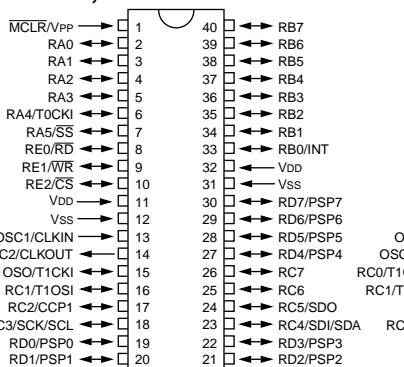 MCLR/VPP 1 40 RB7
RA0 2 39 RB6
RA1 3 38 RB5
RA2 4 37 RB4
RA3 5 36 RB3
RA4/T0CKI 6 35 RB2
RA5/SS 7 34 RB1
RE0/RD 8 33 RB0/INT
RE1/WR 9 32 VDD
RE2/CS 10 31 VSS
VDD 11 30 RD7/PSP7
VSS 12 29 RD6/PSP6
OSC1/CLKIN 13 28 RD5/PSP5 O
C2/CLKOUT 14 27 RD4/PSP4 OSC
OSO/T1CKI 15 26 RC7 RC0/T1
RC1/T1OSI 16 25 RC6 RC1/T
RC2/CCP1 17 24 RC5/SDO
C3/SCK/SCL 18 23 RC4/SDI/SDA RC
RD0/PSP0 19 22 RD3/PSP3
RD1/PSP1 20 21 RD2/PSP2